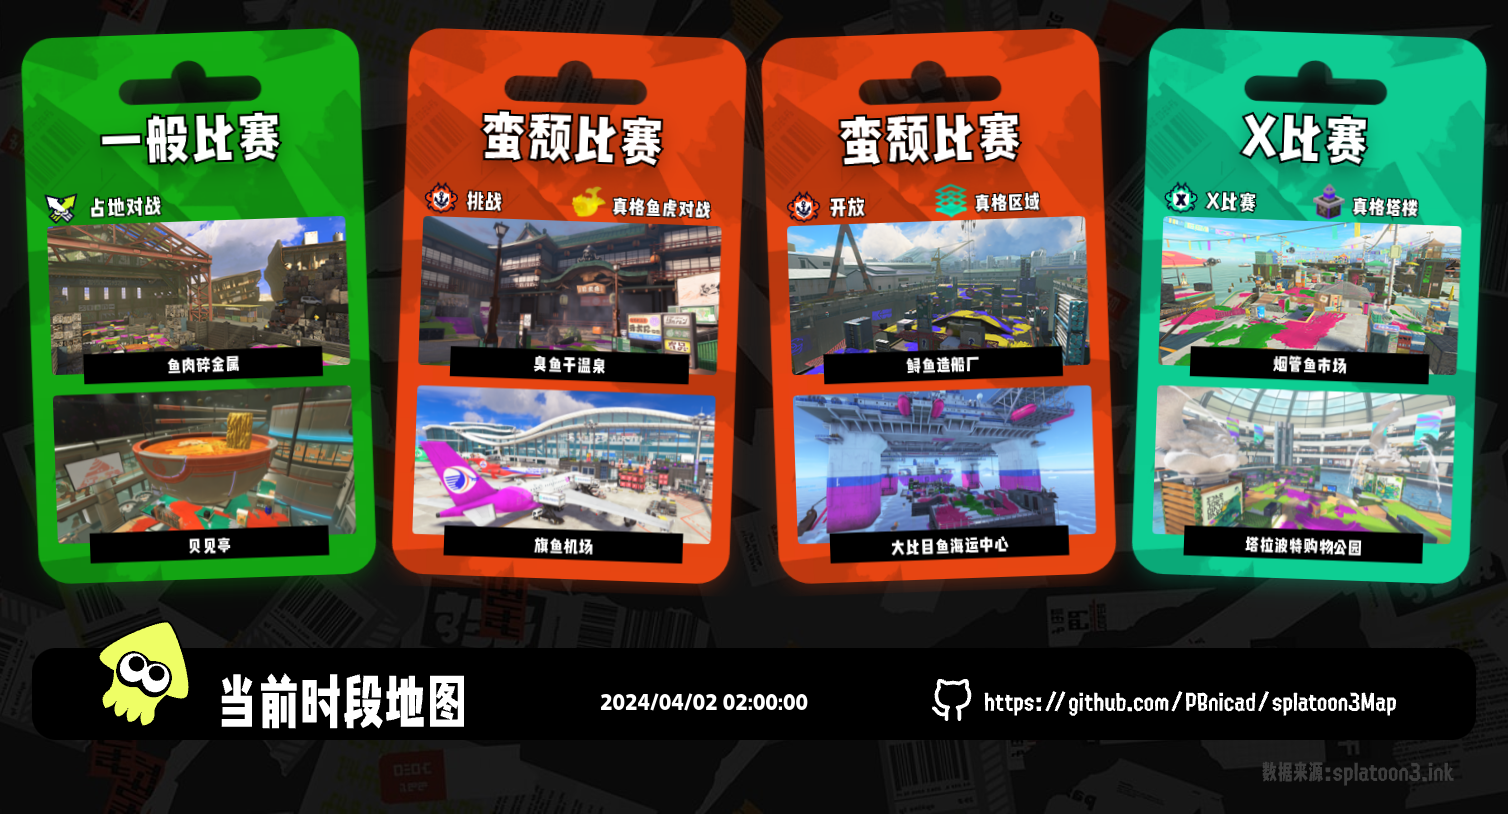 一般比赛
占地对战
鱼肉碎金属
贝见亭
蛮颓比赛
挑战
真格鱼虎对战
臭鱼干温泉
旗鱼机场
蛮颓比赛
开放
真格区域
鲟鱼造船厂
大比目鱼海运中心
X比赛
X比赛
真格塔楼
烟管鱼市场
塔拉波特购物公园
当前时段地图
2024/04/02 02:00:00
https://github.com/PBnicad/splatoon3Map
数据来源:splatoon3.ink